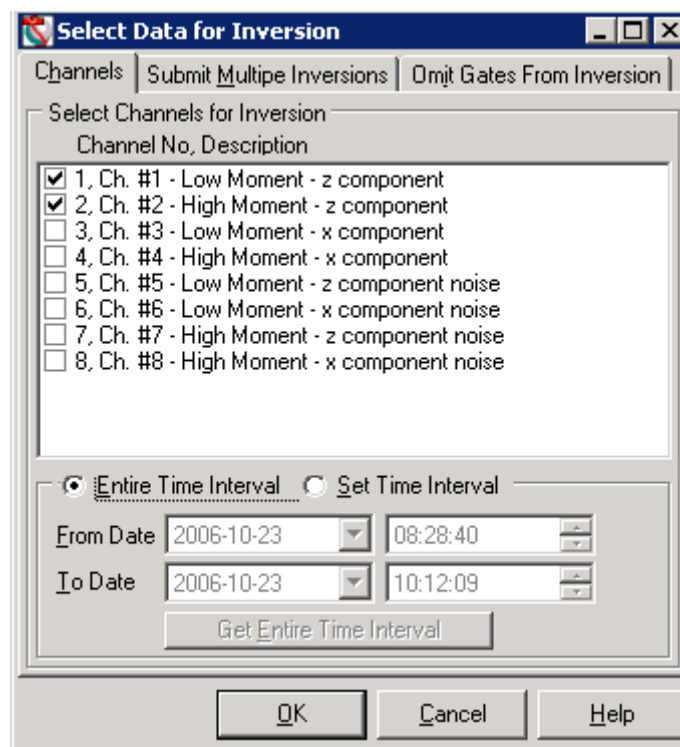 Select Data for Inversion
Channels Submit Multipe Inversions Omit Gates From Inversion
Select Channels for Inversion
Channel No, Description
1, Ch. #1 - Low Moment - z component
2, Ch. #2 - High Moment - z component
3, Ch. #3 - Low Moment - x component
4, Ch. #4 - High Moment - x component
5, Ch. #5 - Low Moment - z component noise
6, Ch. #6 - Low Moment - x component noise
7, Ch. #7 - High Moment - z component noise
8, Ch. #8 - High Moment - x component noise
Entire Time Interval Set Time Interval
From Date 2006-10-23 08:28:40
To Date 2006-10-23 10:12:09
Get Entire Time Interval
OK Cancel Help